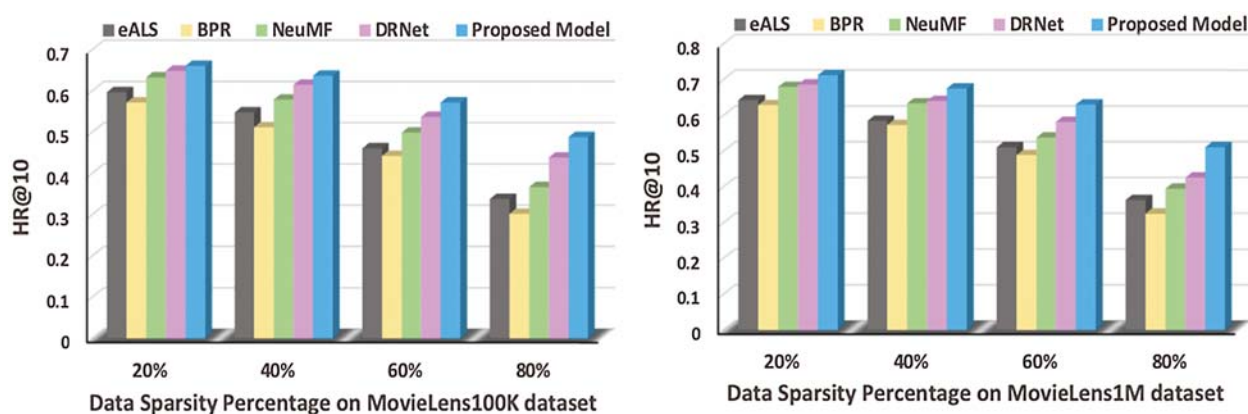 eALS BPR NeuMF DRNet Proposed Model
0.7
0.6
0.5
0.4
0.3
0.2
0.1
0
HR@10
20% 40% 60% 80%
Data Sparsity Percentage on MovieLens100K dataset
eALS BPR NeuMF DRNet Proposed Model
0.8
0.7
0.6
0.5
0.4
0.3
0.2
0.1
0
HR@10
20% 40% 60% 80%
Data Sparsity Percentage on MovieLens1M dataset